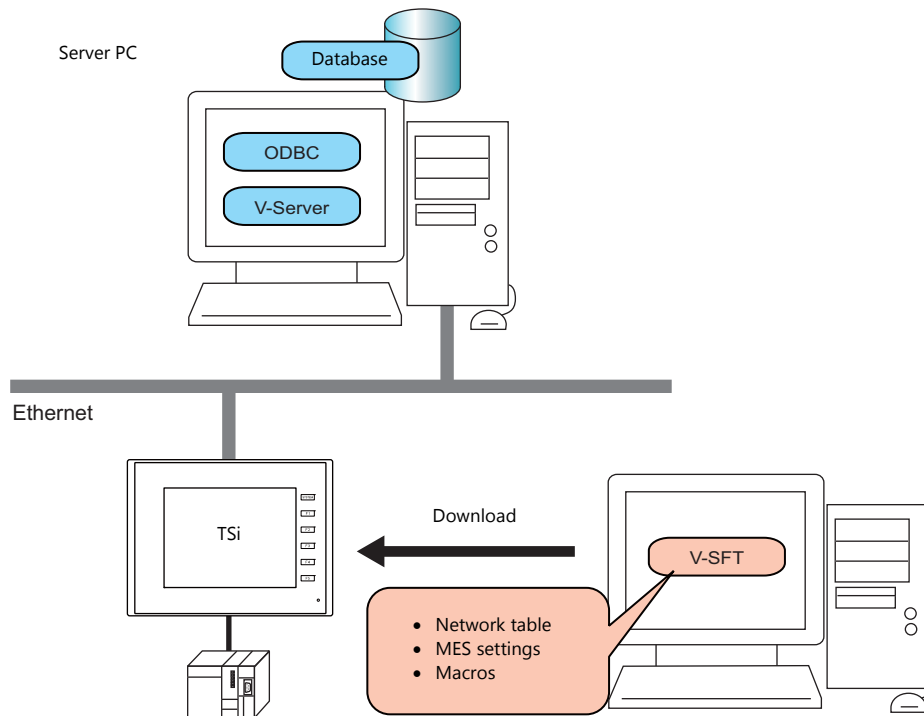 Server PC
Database
ODBC
V-Server
Ethernet
TSi
Download
V-SFT
• Network table
• MES settings
• Macros